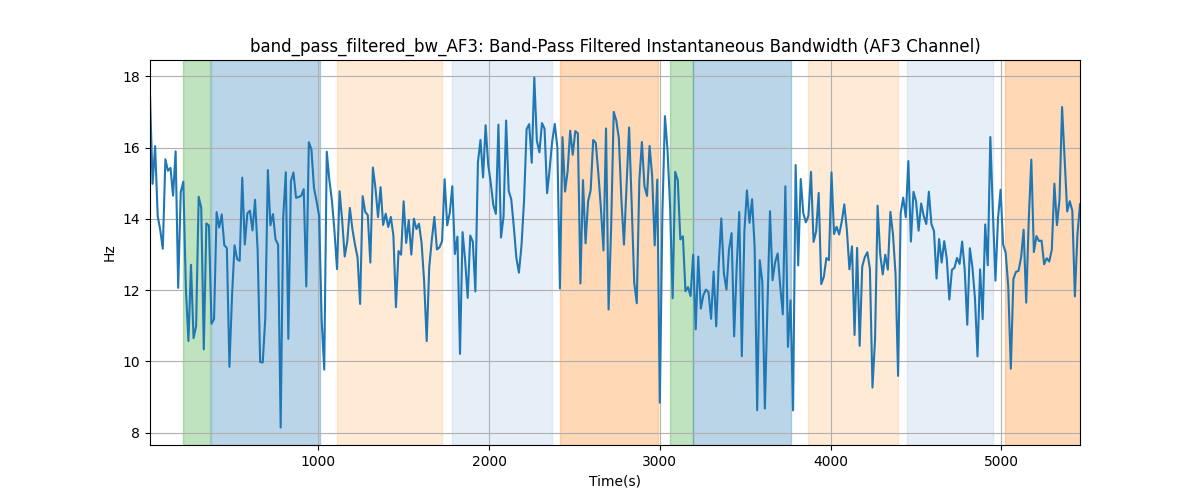 band_pass_filtered_bw_AF3: Band-Pass Filtered Instantaneous Bandwidth (AF3 Channel)
18
16
14
12
10
8
Hz
1000 2000 3000 4000 5000
Time(s)